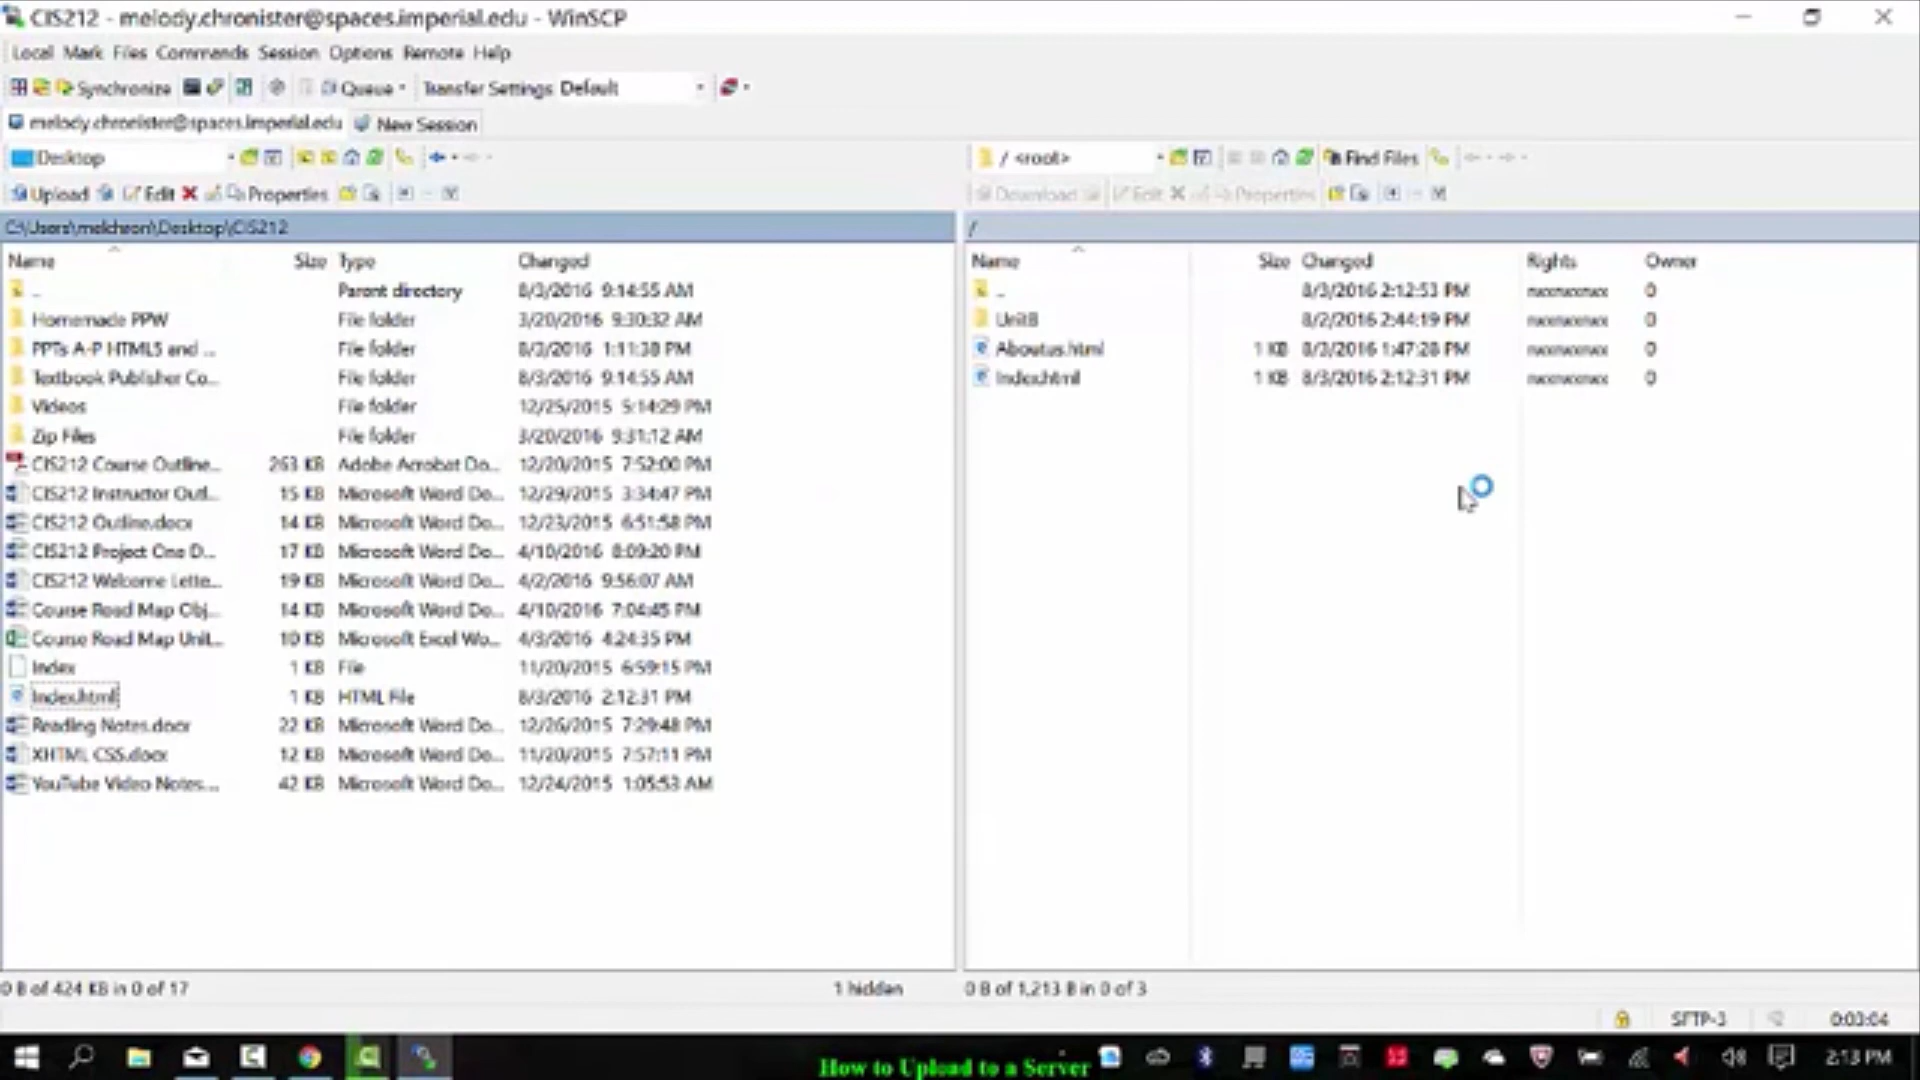 CIS212 - melody.chronister@spaces.imperial.edu - WinSCP
Local Mark Files Commands Session Options Remote Help
Synchronize Queue Transfer Settings Default
melody.chronister@spaces.imperial.edu New Session
Desktop
/ <root> Find Files
Upload Edit Properties
Download Edit Properties
C:\Users\melchron\Desktop\CIS212
/
Name Size Type Changed
.. Parent directory 8/3/2016 9:14:55 AM
Homemade PPW File folder 3/20/2016 9:30:32 AM
PPTs A-P HTML5 and ... File folder 8/3/2016 1:11:38 PM
Textbook Publisher Co... File folder 8/3/2016 9:14:55 AM
Videos File folder 12/25/2015 5:14:29 PM
Zip Files File folder 3/20/2016 9:31:12 AM
CIS212 Course Outline... 263 KB Adobe Acrobat Do... 12/20/2015 7:52:00 PM
CIS212 Instructor Outl... 15 KB Microsoft Word Do... 12/29/2015 3:34:47 PM
CIS212 Outline.docx 14 KB Microsoft Word Do... 12/23/2015 6:51:58 PM
CIS212 Project One D... 17 KB Microsoft Word Do... 4/10/2016 8:09:20 PM
CIS212 Welcome Lette... 19 KB Microsoft Word Do... 4/2/2016 9:56:07 AM
Course Road Map Obj... 14 KB Microsoft Word Do... 4/10/2016 7:04:45 PM
Course Road Map Unit... 10 KB Microsoft Excel Wo... 4/3/2016 4:24:35 PM
Index 1 KB File 11/20/2015 6:59:15 PM
Index.html 1 KB HTML File 8/3/2016 2:12:31 PM
Reading Notes.docx 22 KB Microsoft Word Do... 12/26/2015 7:29:48 PM
XHTML CSS.docx 12 KB Microsoft Word Do... 11/20/2015 7:57:11 PM
YouTube Video Notes.... 42 KB Microsoft Word Do... 12/24/2015 1:05:53 AM
Name Size Changed Rights Owner
.. 8/3/2016 2:12:53 PM 0
Unit8 8/2/2016 2:44:19 PM 0
Aboutus.html 1 KB 8/3/2016 1:47:28 PM 0
Index.html 1 KB 8/3/2016 2:12:31 PM 0
0 B of 424 KB in 0 of 17 1 hidden
0 B of 1,213 B in 0 of 3
SFTP-3 0:03:04
How to Upload to a Server
2:13 PM